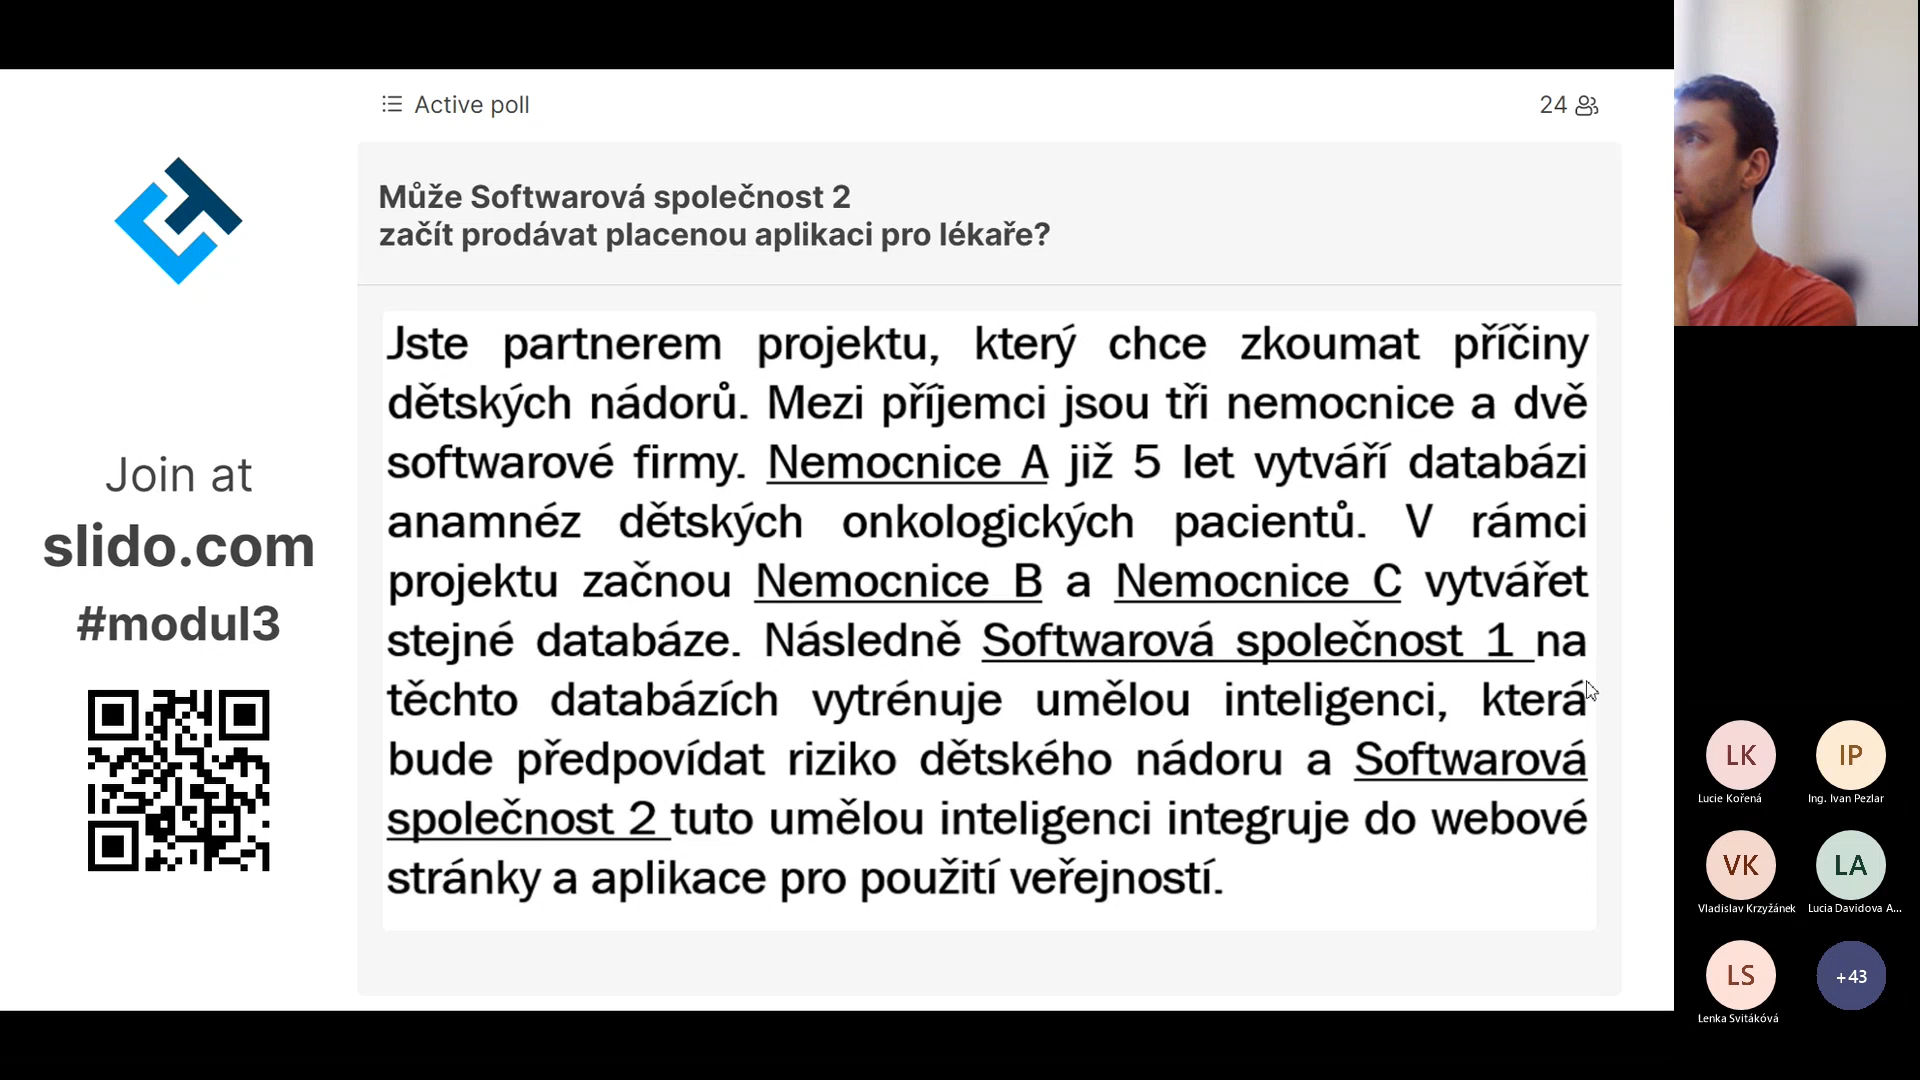 Active poll
24
Může Softwarová společnost 2
začít prodávat placenou aplikaci pro lékaře?
Jste partnerem projektu, který chce zkoumat příčiny
dětských nádorů. Mezi příjemci jsou tři nemocnice a dvě
softwarové firmy. Nemocnice A již 5 let vytváří databázi
anamnéz dětských onkologických pacientů. V rámci
projektu začnou Nemocnice B a Nemocnice C vytvářet
stejné databáze. Následně Softwarová společnost 1 na
těchto databázích vytrénuje umělou inteligenci, která
bude předpovídat riziko dětského nádoru a Softwarová
společnost 2 tuto umělou inteligenci integruje do webové
stránky a aplikace pro použití veřejností.
Join at
slido.com
#modul3
LK
Lucie Kořená
IP
Ing. Ivan Pezlar
VK
Vladislav Krzyžánek
LA
Lucia Davidova A...
LS
Lenka Svitáková
+43